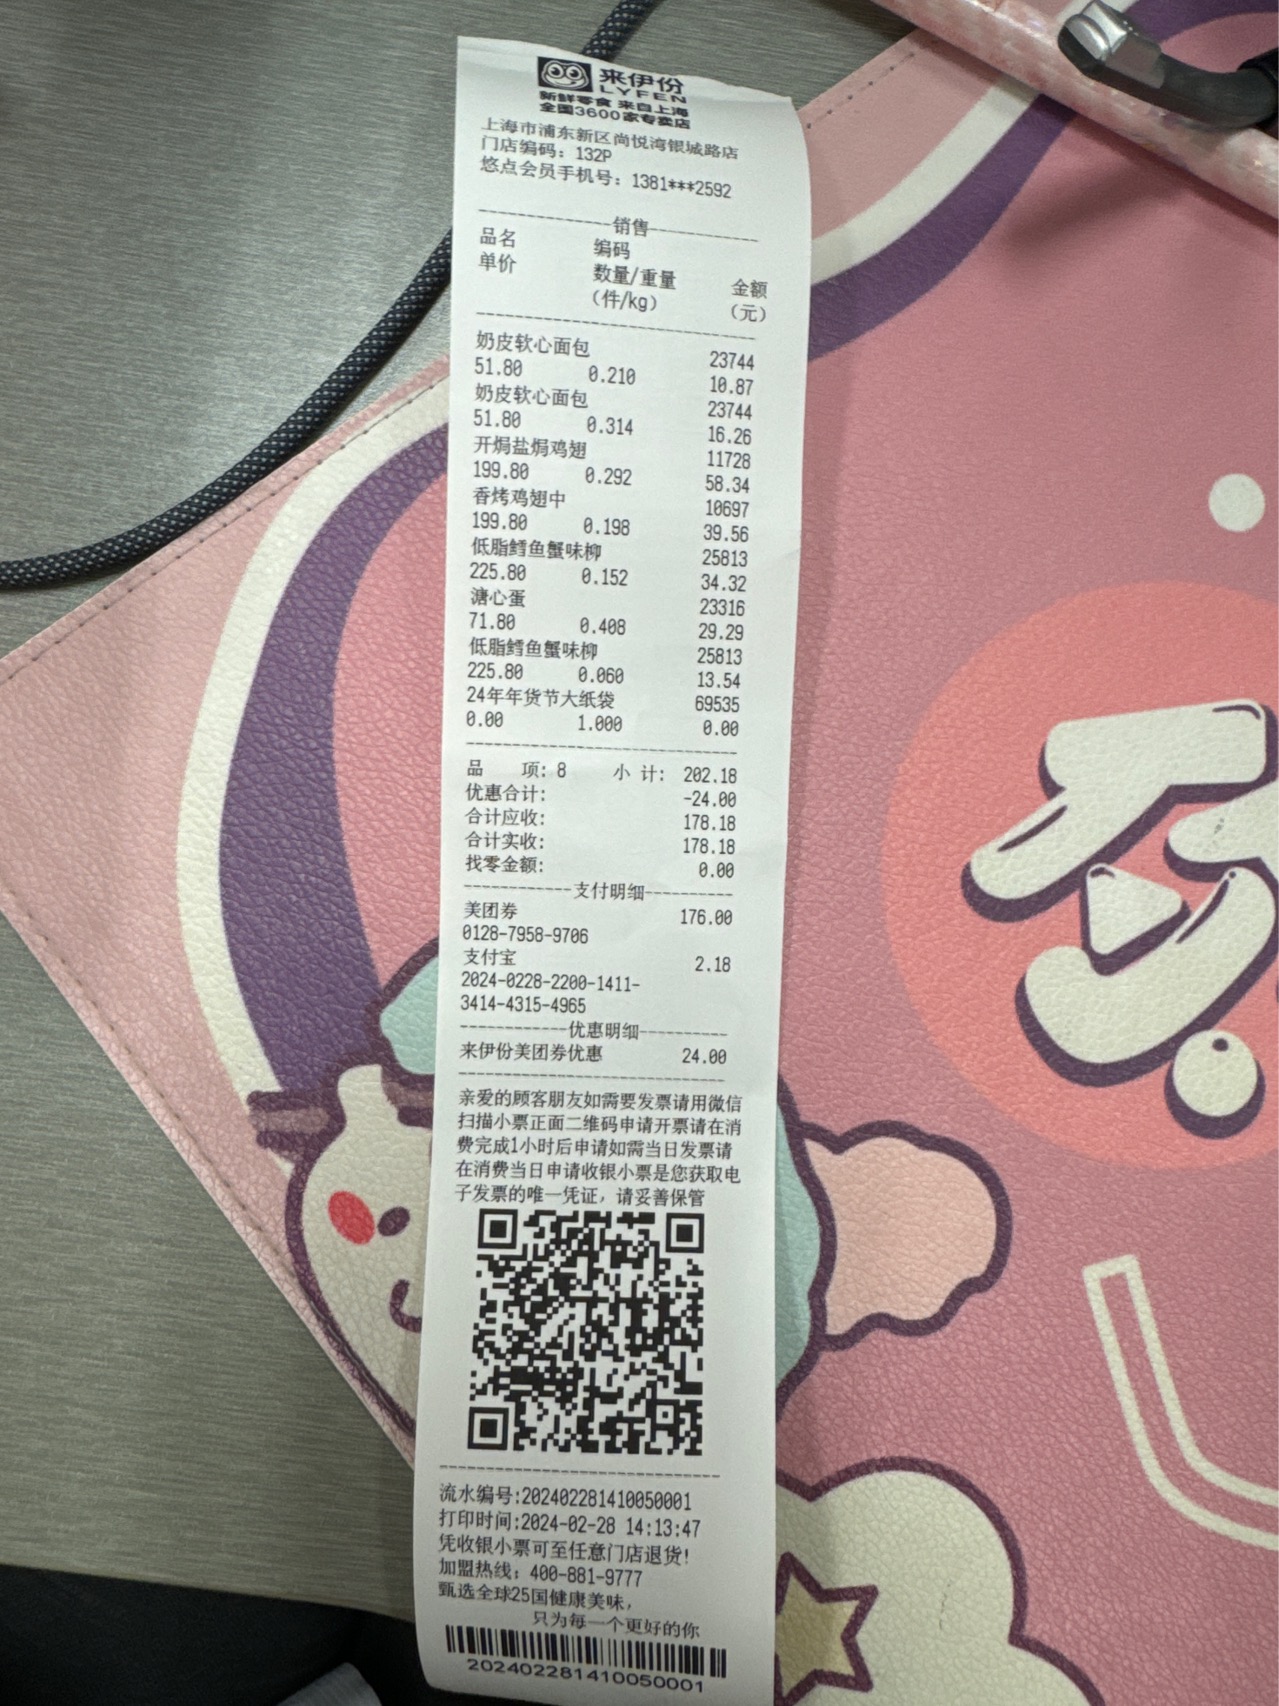 来伊份
LYFEN
新鲜零食 来自上海
全国3600家专卖店
上海市浦东新区尚悦湾银城路店
门店编码：132P
悠点会员手机号：1381***2592
销售
品名 编码
单价 数量/重量 金额
（件/kg） （元）
奶皮软心面包 23744
51.80 0.210 10.87
奶皮软心面包 23744
51.80 0.314 16.26
开焗盐焗鸡翅 11728
199.80 0.292 58.34
香烤鸡翅中 10697
199.80 0.198 39.56
低脂鳕鱼蟹味柳 25813
225.80 0.152 34.32
溏心蛋 23316
71.80 0.408 29.29
低脂鳕鱼蟹味柳 25813
225.80 0.060 13.54
24年年货节大纸袋 69535
0.00 1.000 0.00
品 项: 8 小 计: 202.18
优惠合计: -24.00
合计应收: 178.18
合计实收: 178.18
找零金额: 0.00
支付明细
美团券 176.00
0128-7958-9706
支付宝 2.18
2024-0228-2200-1411-
3414-4315-4965
优惠明细
来伊份美团券优惠 24.00
亲爱的顾客朋友如需要发票请用微信
扫描小票正面二维码申请开票请在消
费完成1小时后申请如需当日发票请
在消费当日申请收银小票是您获取电
子发票的唯一凭证，请妥善保管
流水编号:202402281410050001
打印时间:2024-02-28 14:13:47
凭收银小票可至任意门店退货!
加盟热线：400-881-9777
甄选全球25国健康美味，
只为每一个更好的你
202402281410050001